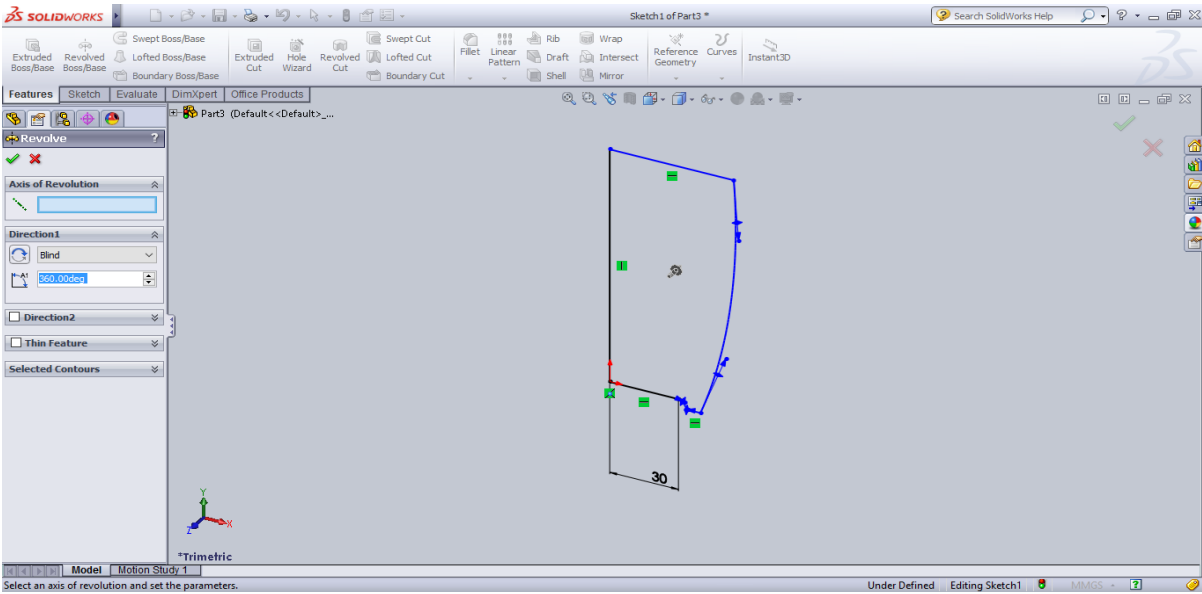 SOLIDWORKS
Sketch1 of Part3 *
Search SolidWorks Help
Extruded Boss/Base
Revolved Boss/Base
Swept Boss/Base
Lofted Boss/Base
Boundary Boss/Base
Extruded Cut
Hole Wizard
Revolved Cut
Swept Cut
Lofted Cut
Boundary Cut
Fillet
Linear Pattern
Rib
Draft
Shell
Wrap
Intersect
Mirror
Reference Geometry
Curves
Instant3D
Features Sketch Evaluate DimXpert Office Products
Part3 (Default<<Default>_...
Revolve ?
Axis of Revolution
Direction1
Blind
360.00deg
Direction2
Thin Feature
Selected Contours
30
Y
X
Z
*Trimetric
Model Motion Study 1
Select an axis of revolution and set the parameters.
Under Defined Editing Sketch1 MMGS